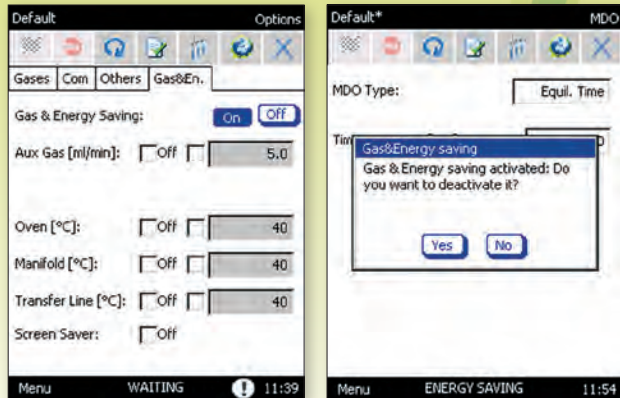 Default Options
Gases Com Others Gas&En.
Gas & Energy Saving: On Off
Aux Gas [ml/min]: Off 5.0
Oven [°C]: Off 40
Manifold [°C]: Off 40
Transfer Line [°C]: Off 40
Screen Saver: Off
Menu WAITING 11:39
Default* MDO
MDO Type: Equil. Time
Gas&Energy saving
Gas & Energy saving activated: Do
you want to deactivate it?
Yes No
Menu ENERGY SAVING 11:54